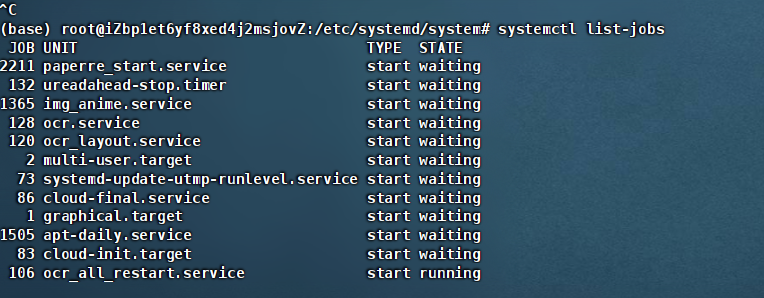 ^C
(base) root@iZbp1et6yf8xed4j2msjovZ:/etc/systemd/system# systemctl list-jobs
JOB UNIT TYPE STATE
2211 paperre_start.service start waiting
132 ureadahead-stop.timer start waiting
1365 img_anime.service start waiting
128 ocr.service start waiting
120 ocr_layout.service start waiting
2 multi-user.target start waiting
73 systemd-update-utmp-runlevel.service start waiting
86 cloud-final.service start waiting
1 graphical.target start waiting
1505 apt-daily.service start waiting
83 cloud-init.target start waiting
106 ocr_all_restart.service start running